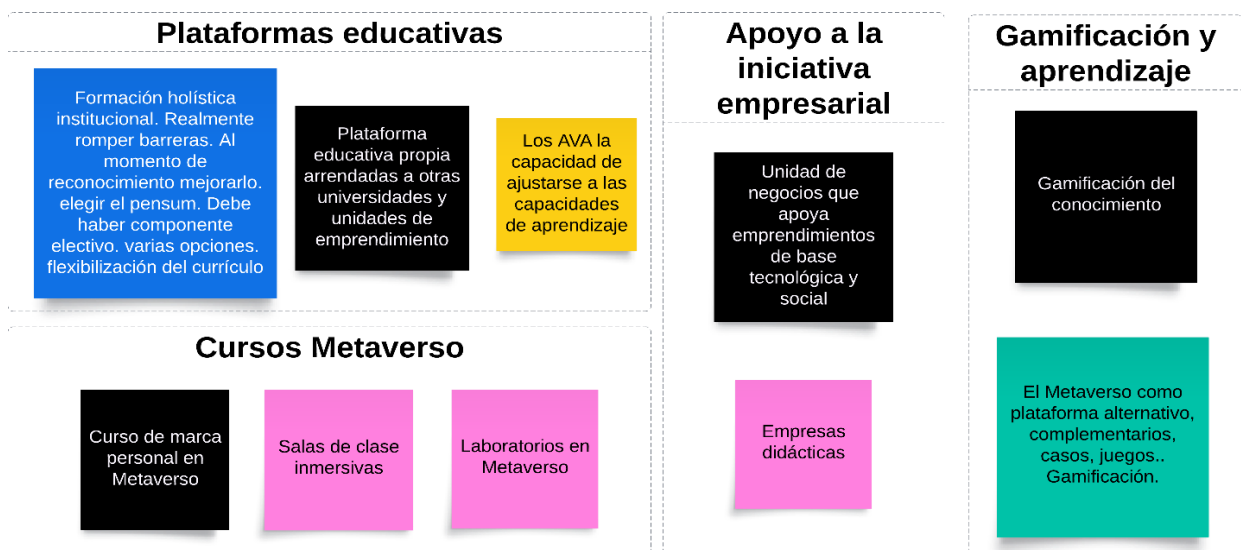 Plataformas educativas
Formación holística
institucional. Realmente
romper barreras. Al
momento de
reconocimiento mejorarlo.
elegir el pensum. Debe
haber componente
electivo. varias opciones.
flexibilización del currículo
Plataforma
educativa propia
arrendadas a otras
universidades y
unidades de
emprendimiento
Los AVA la
capacidad de
ajustarse a las
capacidades
de aprendizaje
Cursos Metaverso
Curso de marca
personal en
Metaverso
Salas de clase
inmersivas
Laboratorios en
Metaverso
Apoyo a la
iniciativa
empresarial
Unidad de
negocios que
apoya
emprendimientos
de base
tecnológica y
social
Empresas
didácticas
Gamificación y
aprendizaje
Gamificación del
conocimiento
El Metaverso como
plataforma alternativo,
complementarios,
casos, juegos..
Gamificación.